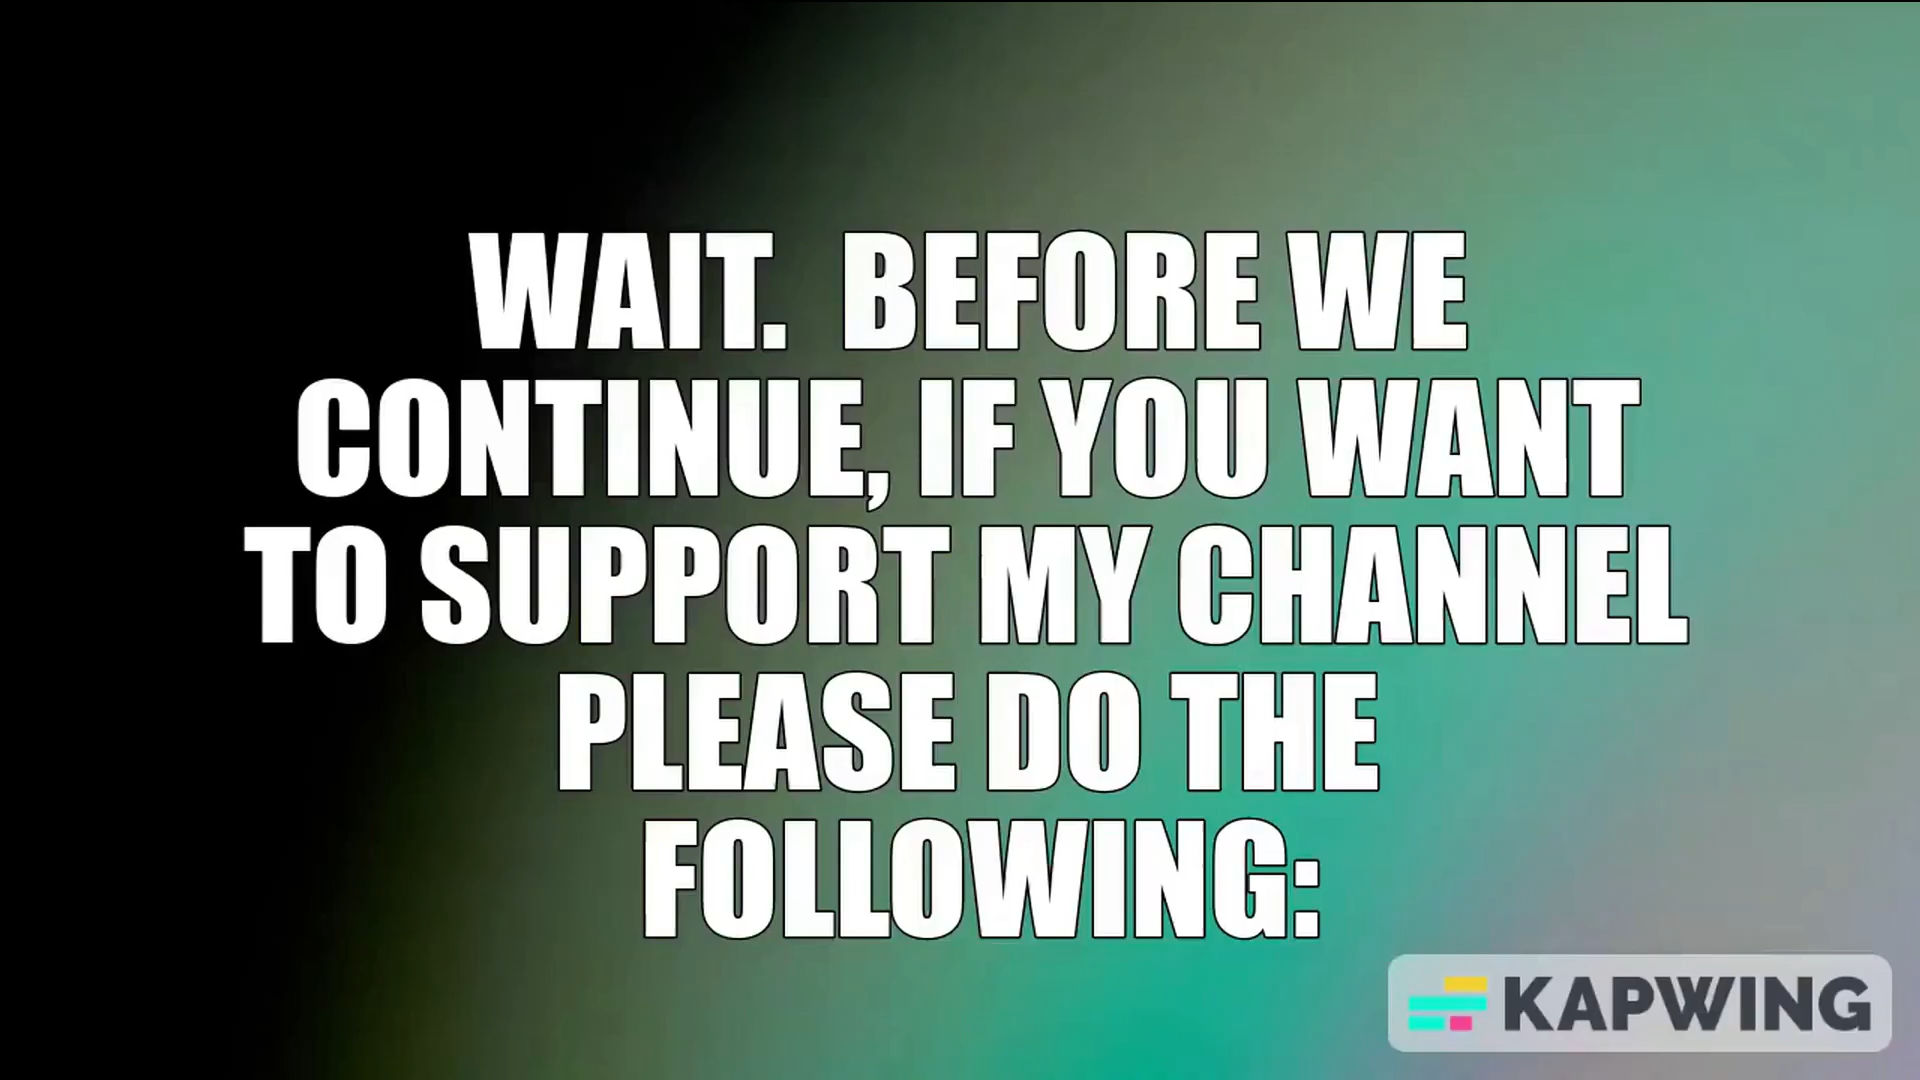 WAIT.  BEFORE WE
CONTINUE, IF YOU WANT
TO SUPPORT MY CHANNEL
PLEASE DO THE
FOLLOWING:
KAPWING